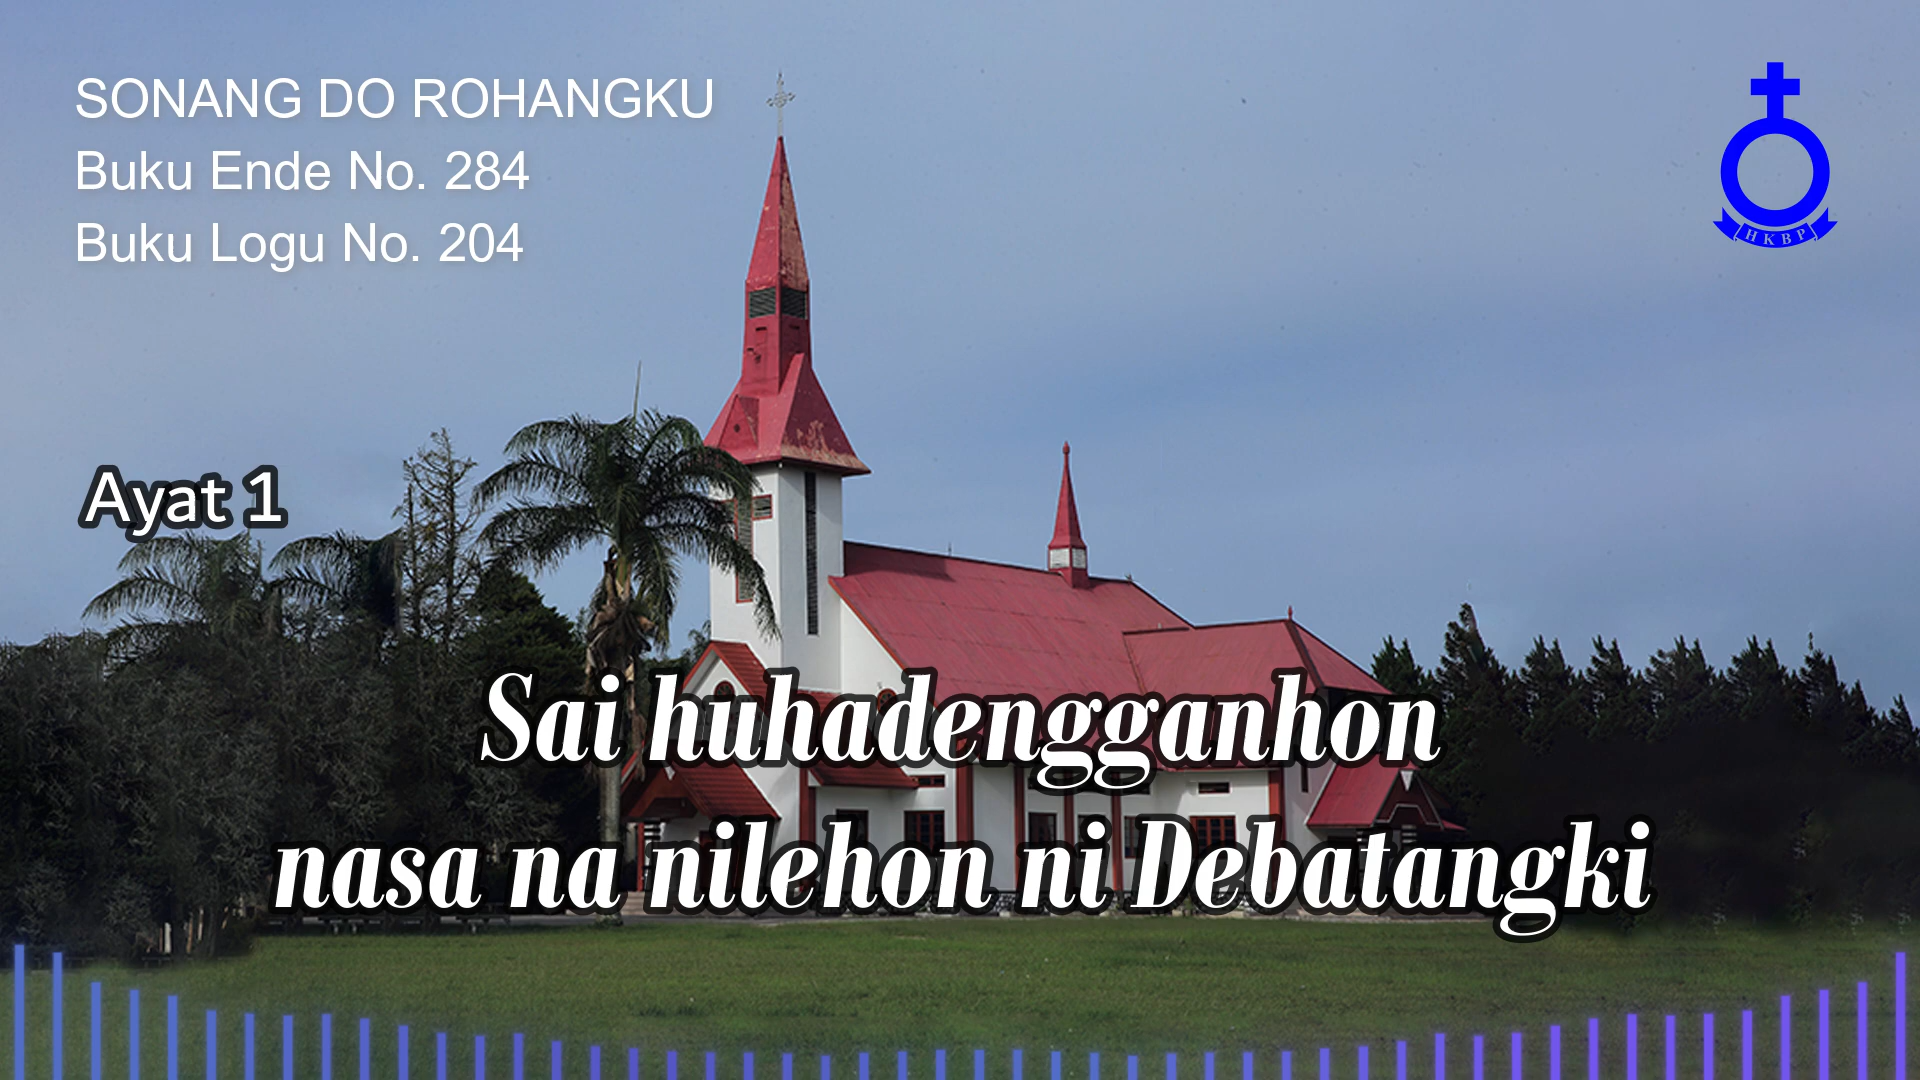 SONANG DO ROHANGKU
Buku Ende No. 284
Buku Logu No. 204
HKBP
Ayat 1
Sai huhadengganhon
nasa na nilehon ni Debatangki